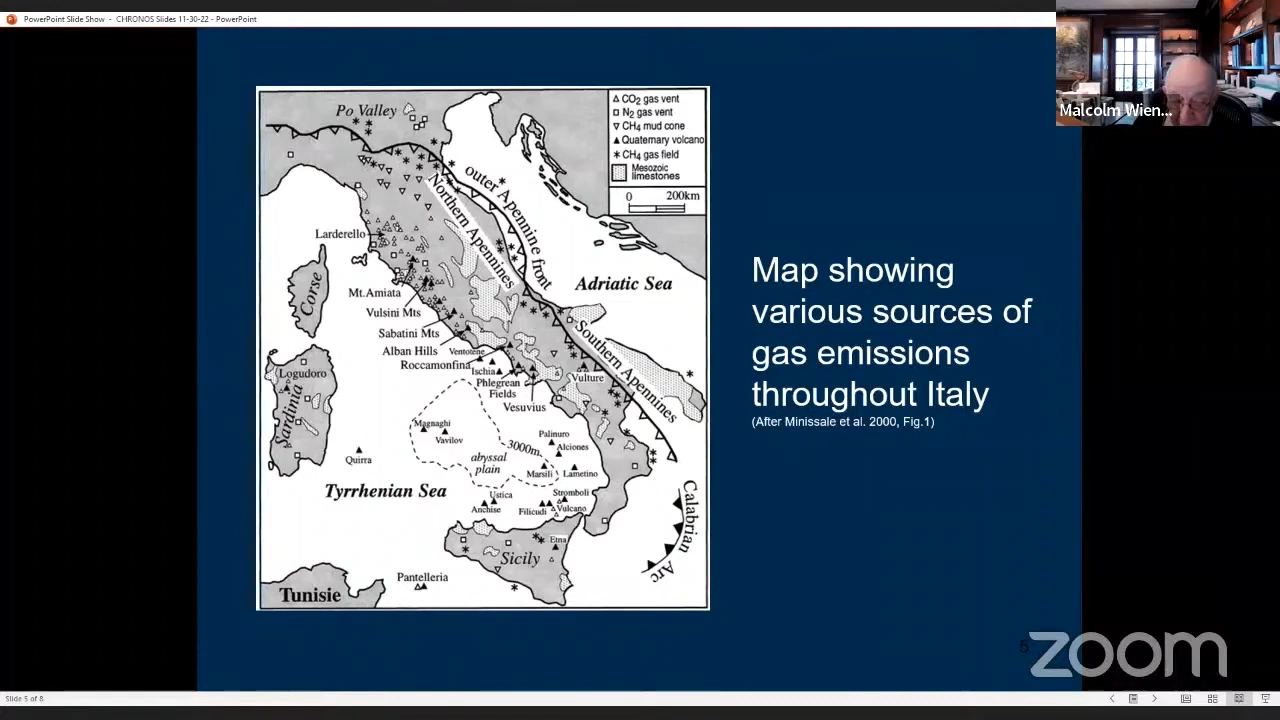 PowerPoint Slide Show - CHRONOS Slides 11-30-22 - PowerPoint
Malcolm Wien...
Po Valley
CO2 gas vent
N2 gas vent
CH4 mud cone
Quaternary volcano
CH4 gas field
Mesozoic
limestones
0 200km
outer Apennine front
Northern Apennines
Larderello
Corse
Adriatic Sea
Mt.Amiata
Vulsini Mts
Sabatini Mts
Alban Hills
Ventotene
Roccamonfina
Southern Apennines
Logudoro
Ischia
Phlegrean
Fields
Vulture
Sardinia
Vesuvius
Magnaghi
Vavilov
Palinuro
Alciones
3000m
abyssal
plain
Quirra
Marsili
Lametino
Tyrrhenian Sea
Ustica
Anchise
Stromboli
Filicudi
Vulcano
Calabrian Arc
Etna
Sicily
Pantelleria
Tunisie
Map showing
various sources of
gas emissions
throughout Italy
(After Minissale et al. 2000, Fig.1)
5
zoom
Slide 5 of 8